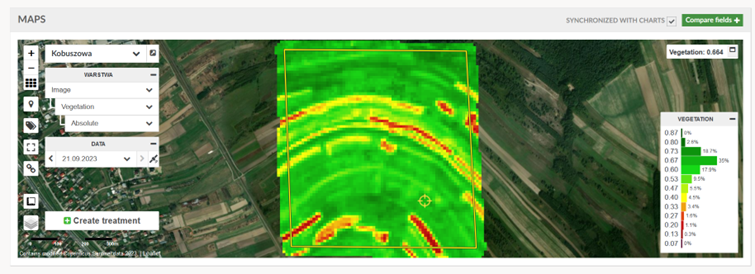 MAPS
SYNCHRONIZED WITH CHARTS
Compare fields
Kobuszowa
Vegetation: 0.664
WARSTWA
Image
Vegetation
Absolute
DATA
21.09.2023
Create treatment
VEGETATION
0.87 0%
0.80 2.6%
0.73
0.67 35%
0.60 17.9%
0.53 9.5%
0.47 5.5%
0.40 4.5%
0.33 3.4%
0.27 1.6%
0.20 1.1%
0.13 0.3%
0.07 0%